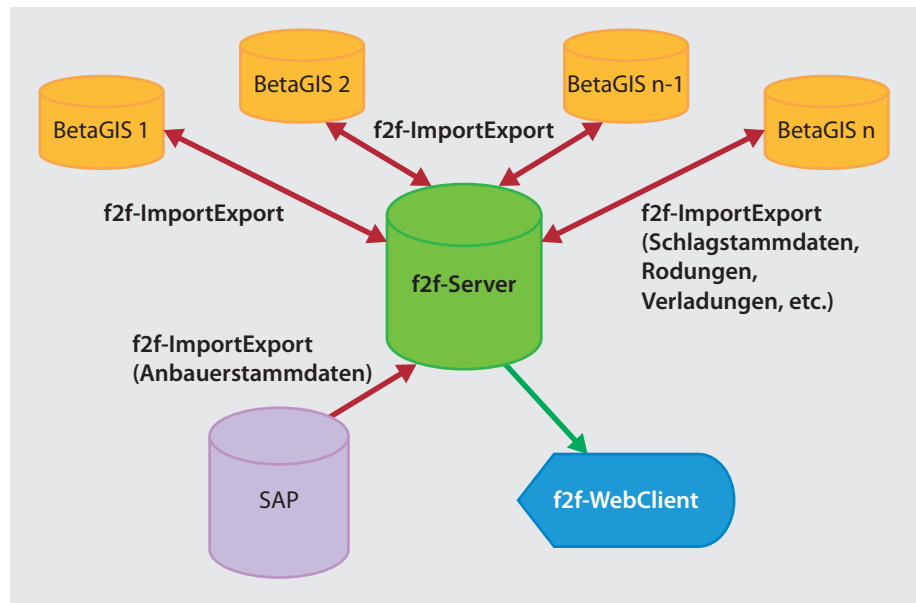 BetaGIS 1
BetaGIS 2
BetaGIS n-1
BetaGIS n
f2f-ImportExport
f2f-ImportExport
f2f-ImportExport
(Schlagstammdaten,
Rodungen,
Verladungen, etc.)
f2f-Server
f2f-ImportExport
(Anbauerstammdaten)
SAP
f2f-WebClient